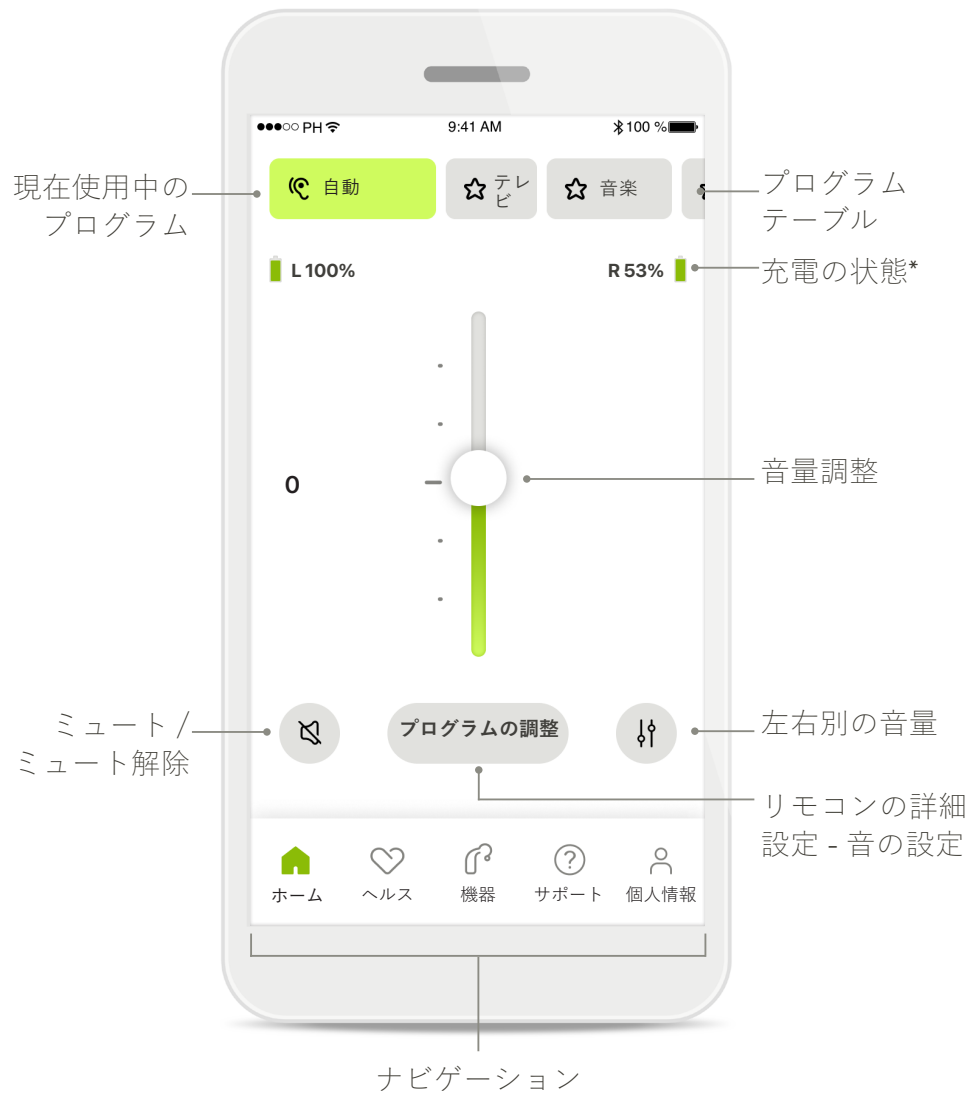 PH
9:41 AM
100 %
現在使用中の
プログラム
自動
テレ
ビ
音楽
プログラム
テーブル
L 100%
R 53%
充電の状態*
0
音量調整
ミュート /
ミュート解除
プログラムの調整
左右別の音量
リモコンの詳細
設定 - 音の設定
ホーム
ヘルス
機器
サポート
個人情報
ナビゲーション